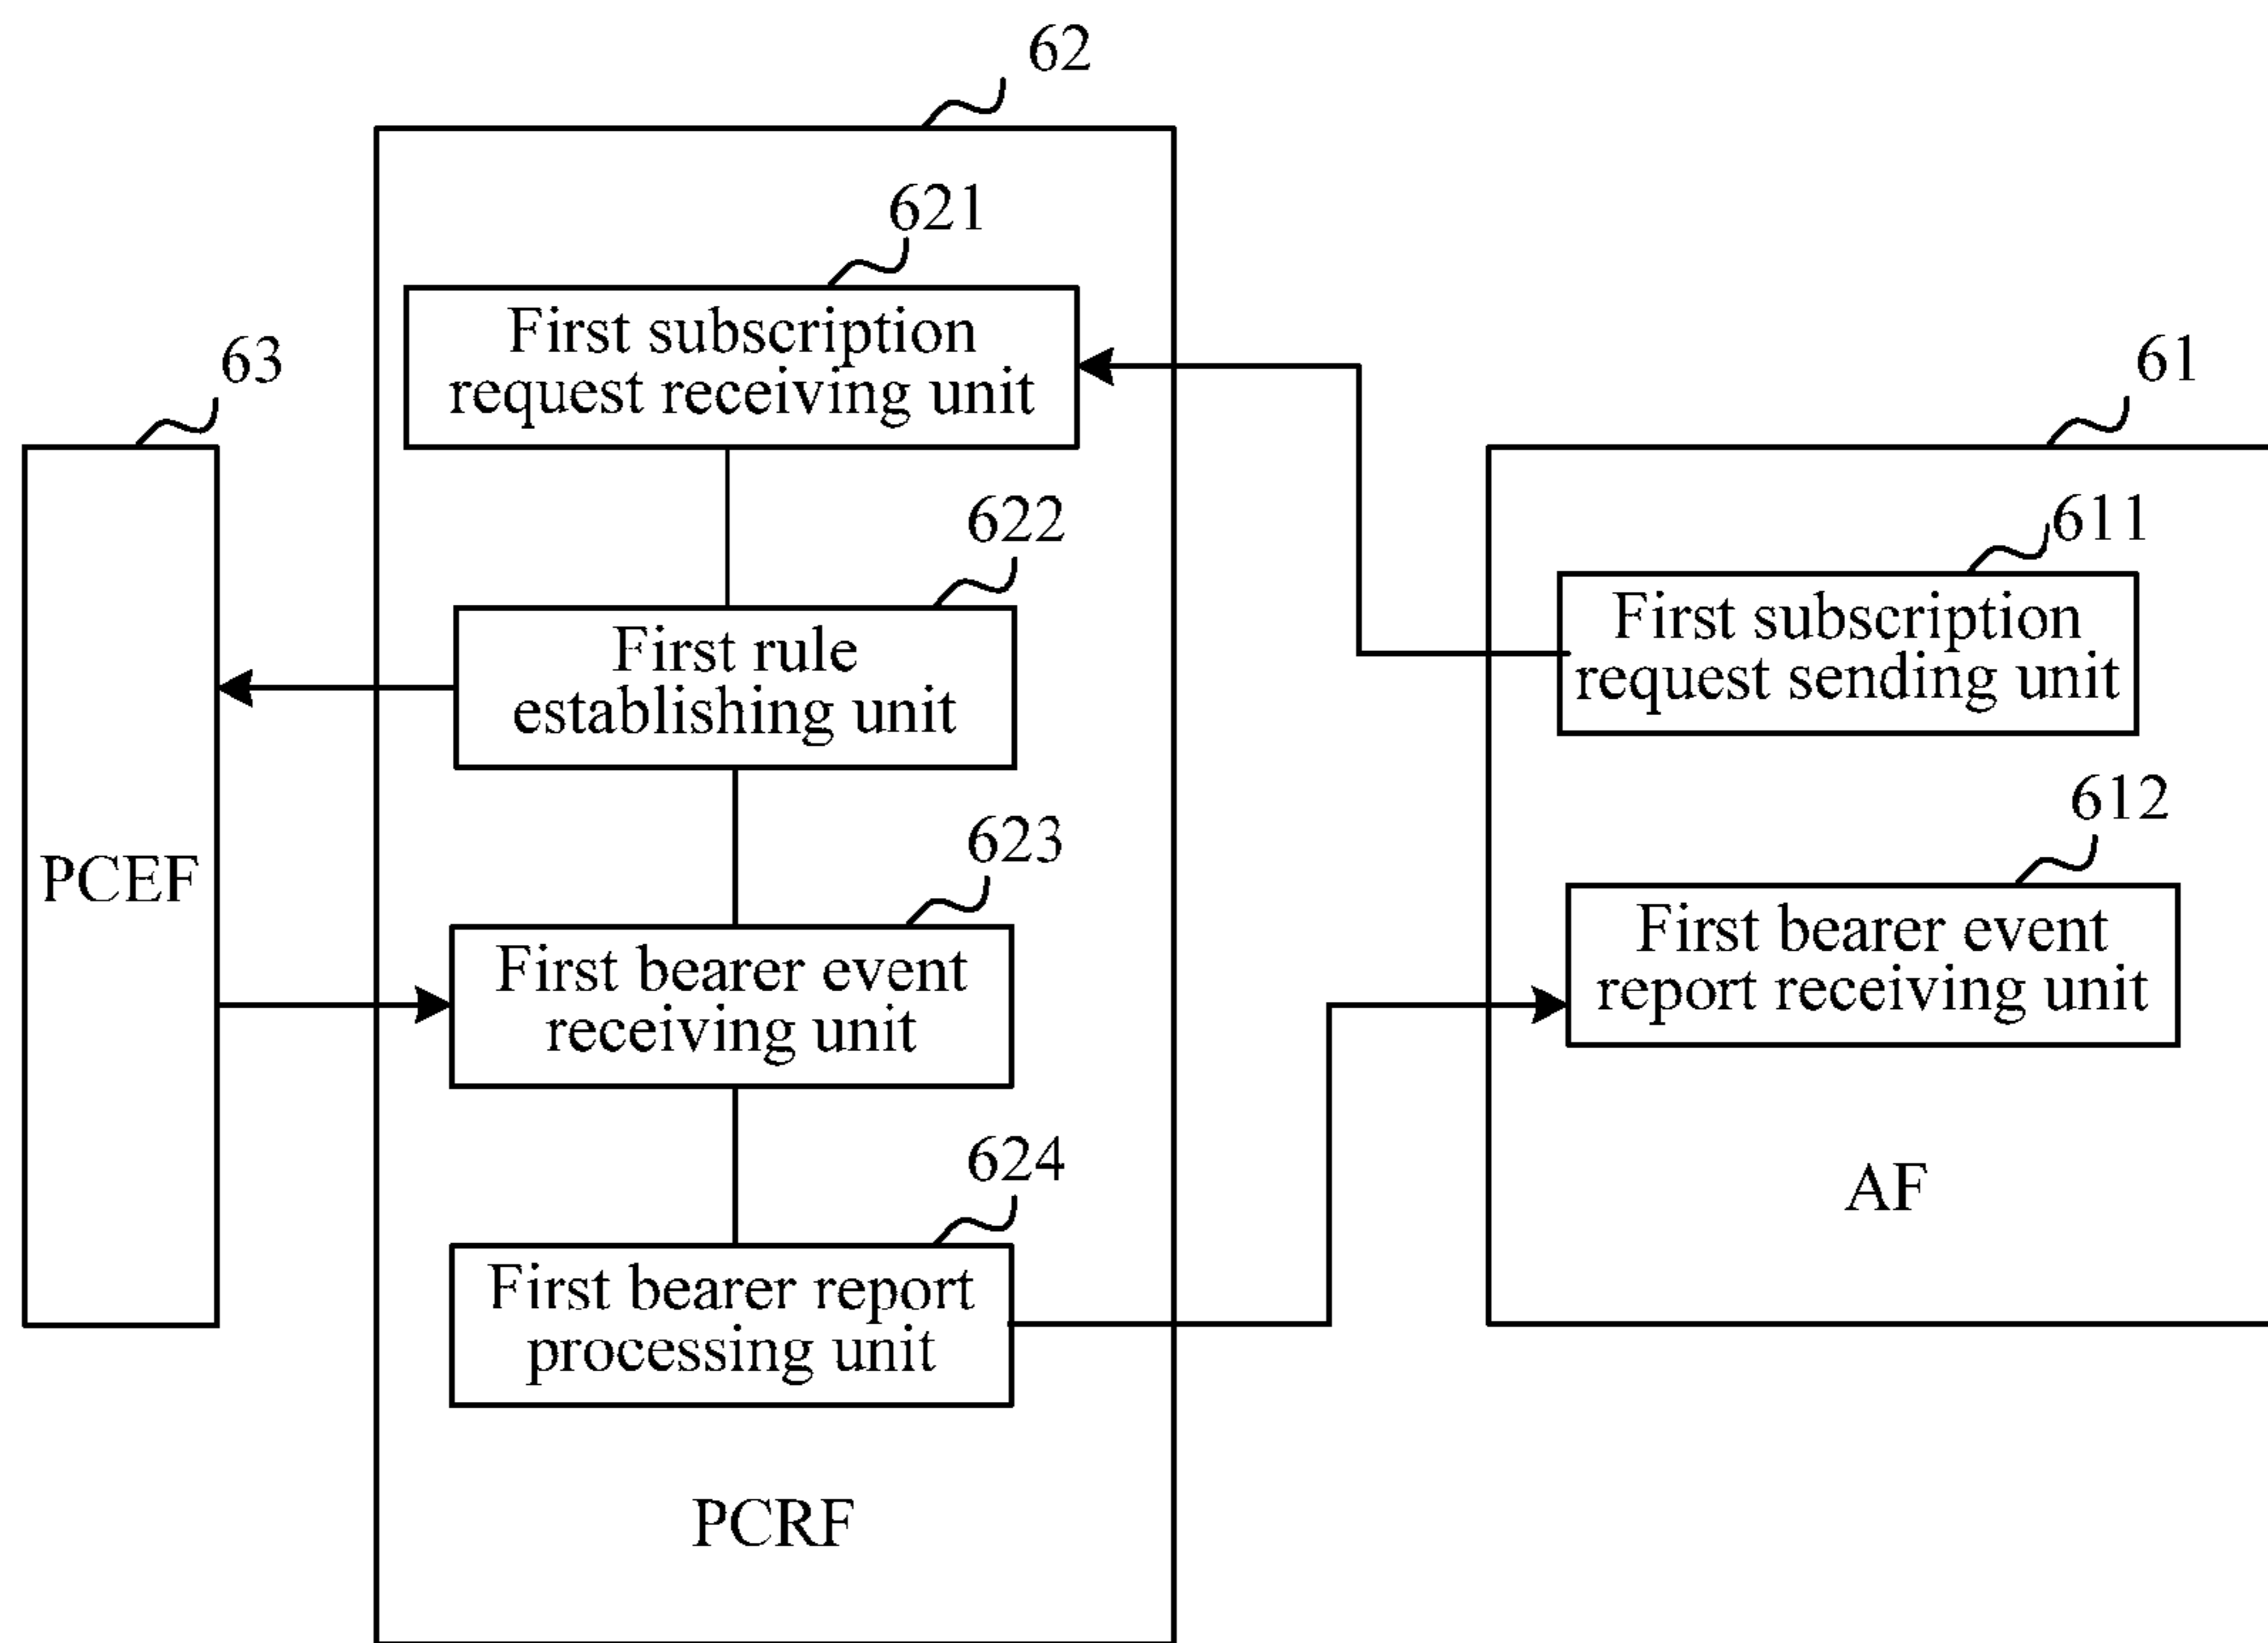 62
621
First subscription
request receiving unit
63
61
622
611
First rule
establishing unit
First subscription
request sending unit
623
612
PCEF
First bearer event
receiving unit
First bearer event
report receiving unit
624
AF
First bearer report
processing unit
PCRF